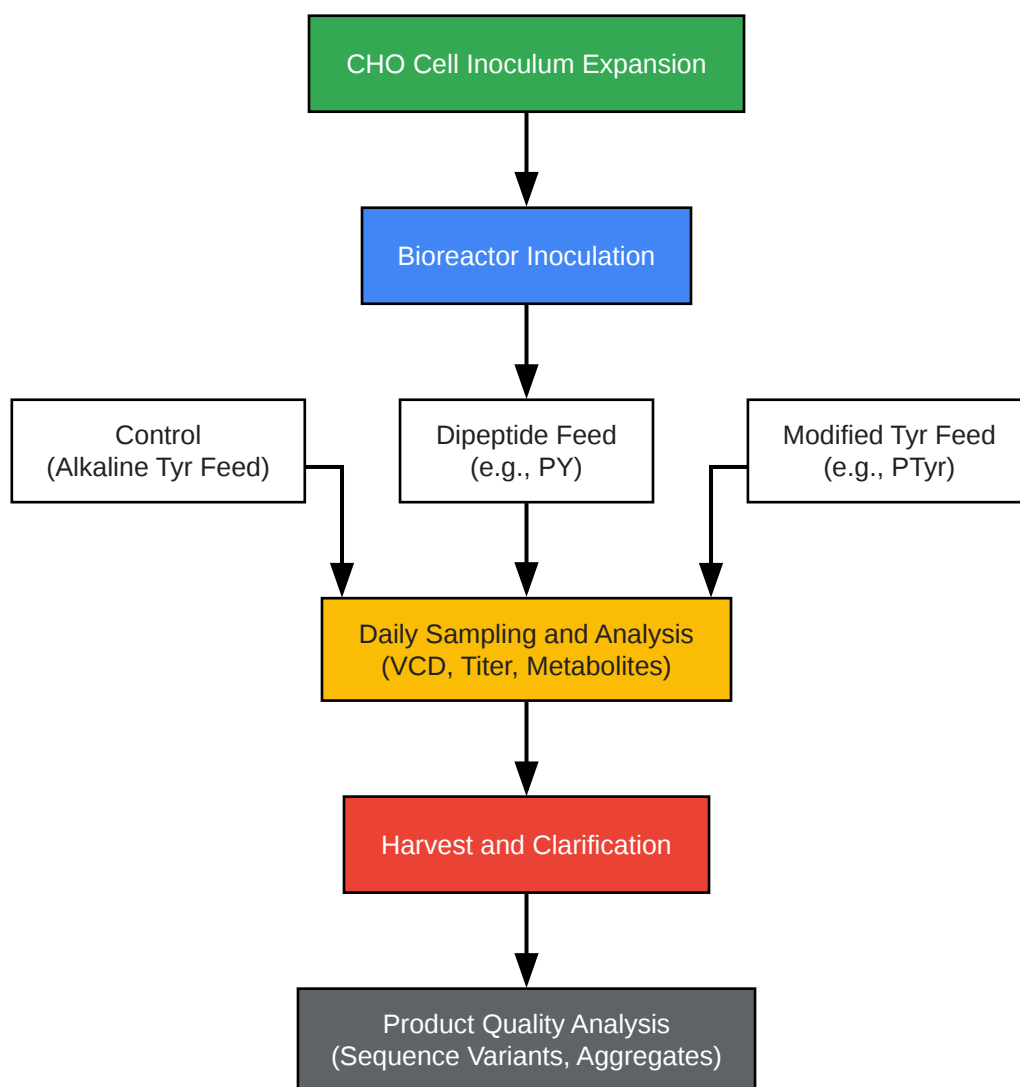 CHO Cell Inoculum Expansion
Bioreactor Inoculation
Control
(Alkaline Tyr Feed)
Dipeptide Feed
(e.g., PY)
Modified Tyr Feed
(e.g., PTyr)
Daily Sampling and Analysis
(VCD, Titer, Metabolites)
Harvest and Clarification
Product Quality Analysis
(Sequence Variants, Aggregates)